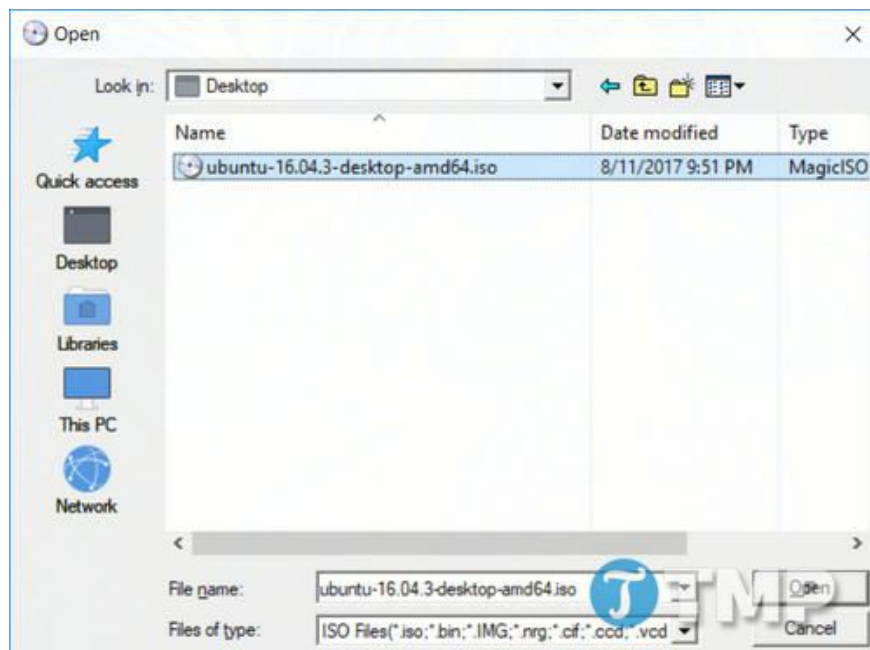 Open
Look in: Desktop
Name Date modified Type
ubuntu-16.04.3-desktop-amd64.iso 8/11/2017 9:51 PM MagicISO
Quick access
Desktop
Libraries
This PC
Network
File name: ubuntu-16.04.3-desktop-amd64.iso Open
Files of type: ISO Files(*.iso;*.bin;*.IMG;*.nrg;*.cif;*.ccd;*.vcd Cancel
TEMP